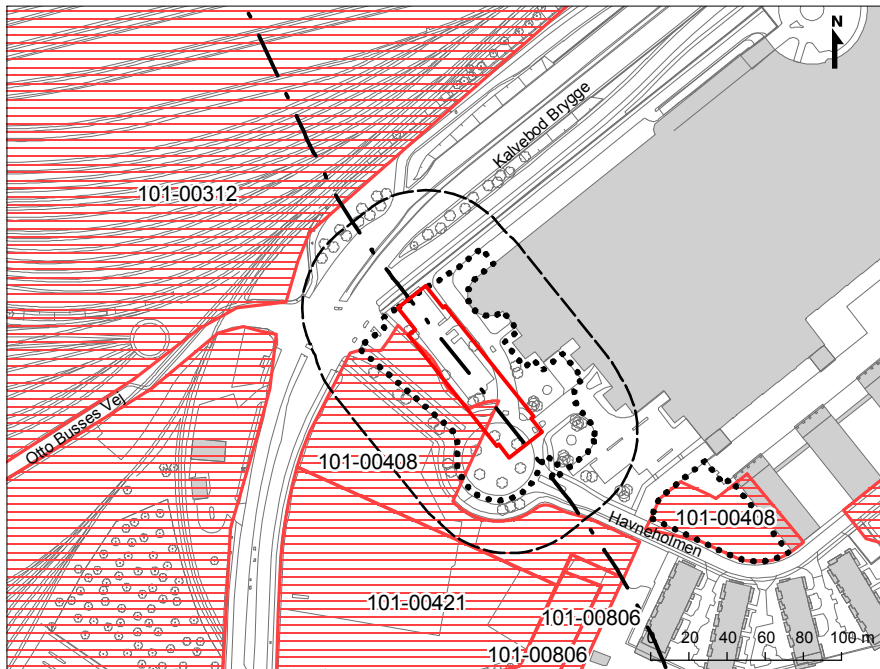 N
Kalvebod Brygge
101-00312
Otto Busses Vej
101-00408
101-00408
Havneholmen
101-00421
101-00806
101-00806
0 20 40 60 80 100 m